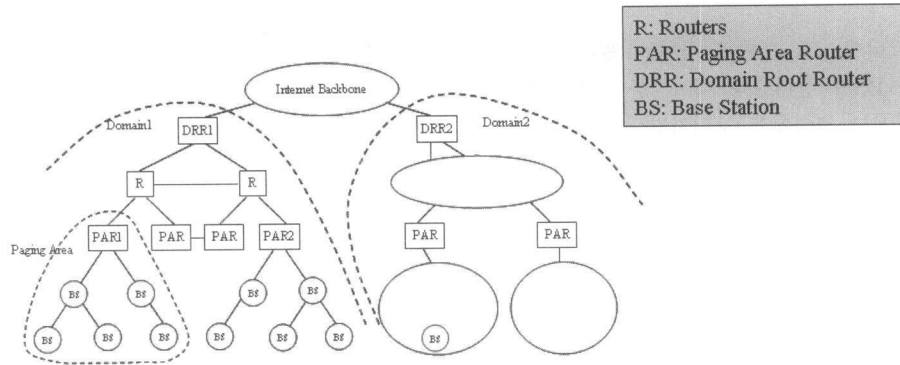 R: Routers
PAR: Paging Area Router
DRR: Domain Root Router
BS: Base Station
Internet Backbone
Domain1
DRR1
DRR2
Domain2
R
R
PAR1
PAR
PAR
PAR2
PAR
PAR
Paging Area
BS
BS
BS
BS
BS
BS
BS
BS
BS
BS
BS